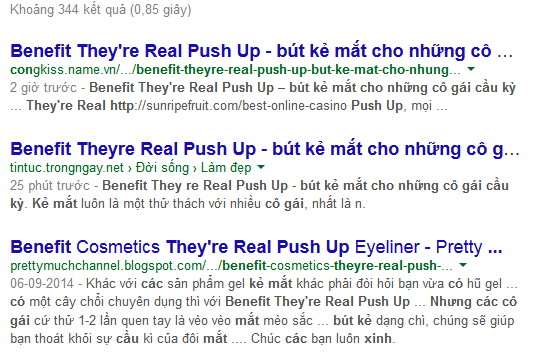 Khoảng 344 kết quả (0,85 giây)
Benefit They're Real Push Up - bút kẻ mắt cho những cô ...
congkiss.name.vn/.../benefit-theyre-real-push-up-but-ke-mat-cho-nhung...
2 giờ trước - Benefit They're Real Push Up – bút kẻ mắt cho những cô gái cầu kỳ
... They're Real http://sunripefruit.com/best-online-casino Push Up, mọi ...
Benefit Theyre Real Push Up - bút kẻ mắt cho những cô g...
tintuc.trongngay.net › Đời sống › Làm đẹp
25 phút trước - Benefit They re Real Push Up - bút kẻ mắt cho những cô gái cầu
kỳ. Kẻ mắt luôn là một thử thách với nhiều cô gái, nhất là n.
Benefit Cosmetics They're Real Push Up Eyeliner - Pretty ...
prettymuchchannel.blogspot.com/.../benefit-cosmetics-theyre-real-push-...
06-09-2014 - Khác với các sản phẩm gel kẻ mắt khác phải đòi hỏi bạn vừa có hũ gel ...
có một cây chổi chuyên dụng thì với Benefit They're Real Push Up ... Nhưng các cô
gái cứ thử 1-2 lần quen tay là vèo vèo mắt mèo sắc ... bút kẻ dạng chì, chúng sẽ giúp
bạn thoát khỏi sự cầu kì của đôi mắt .... Chúc các bạn luôn xinh.